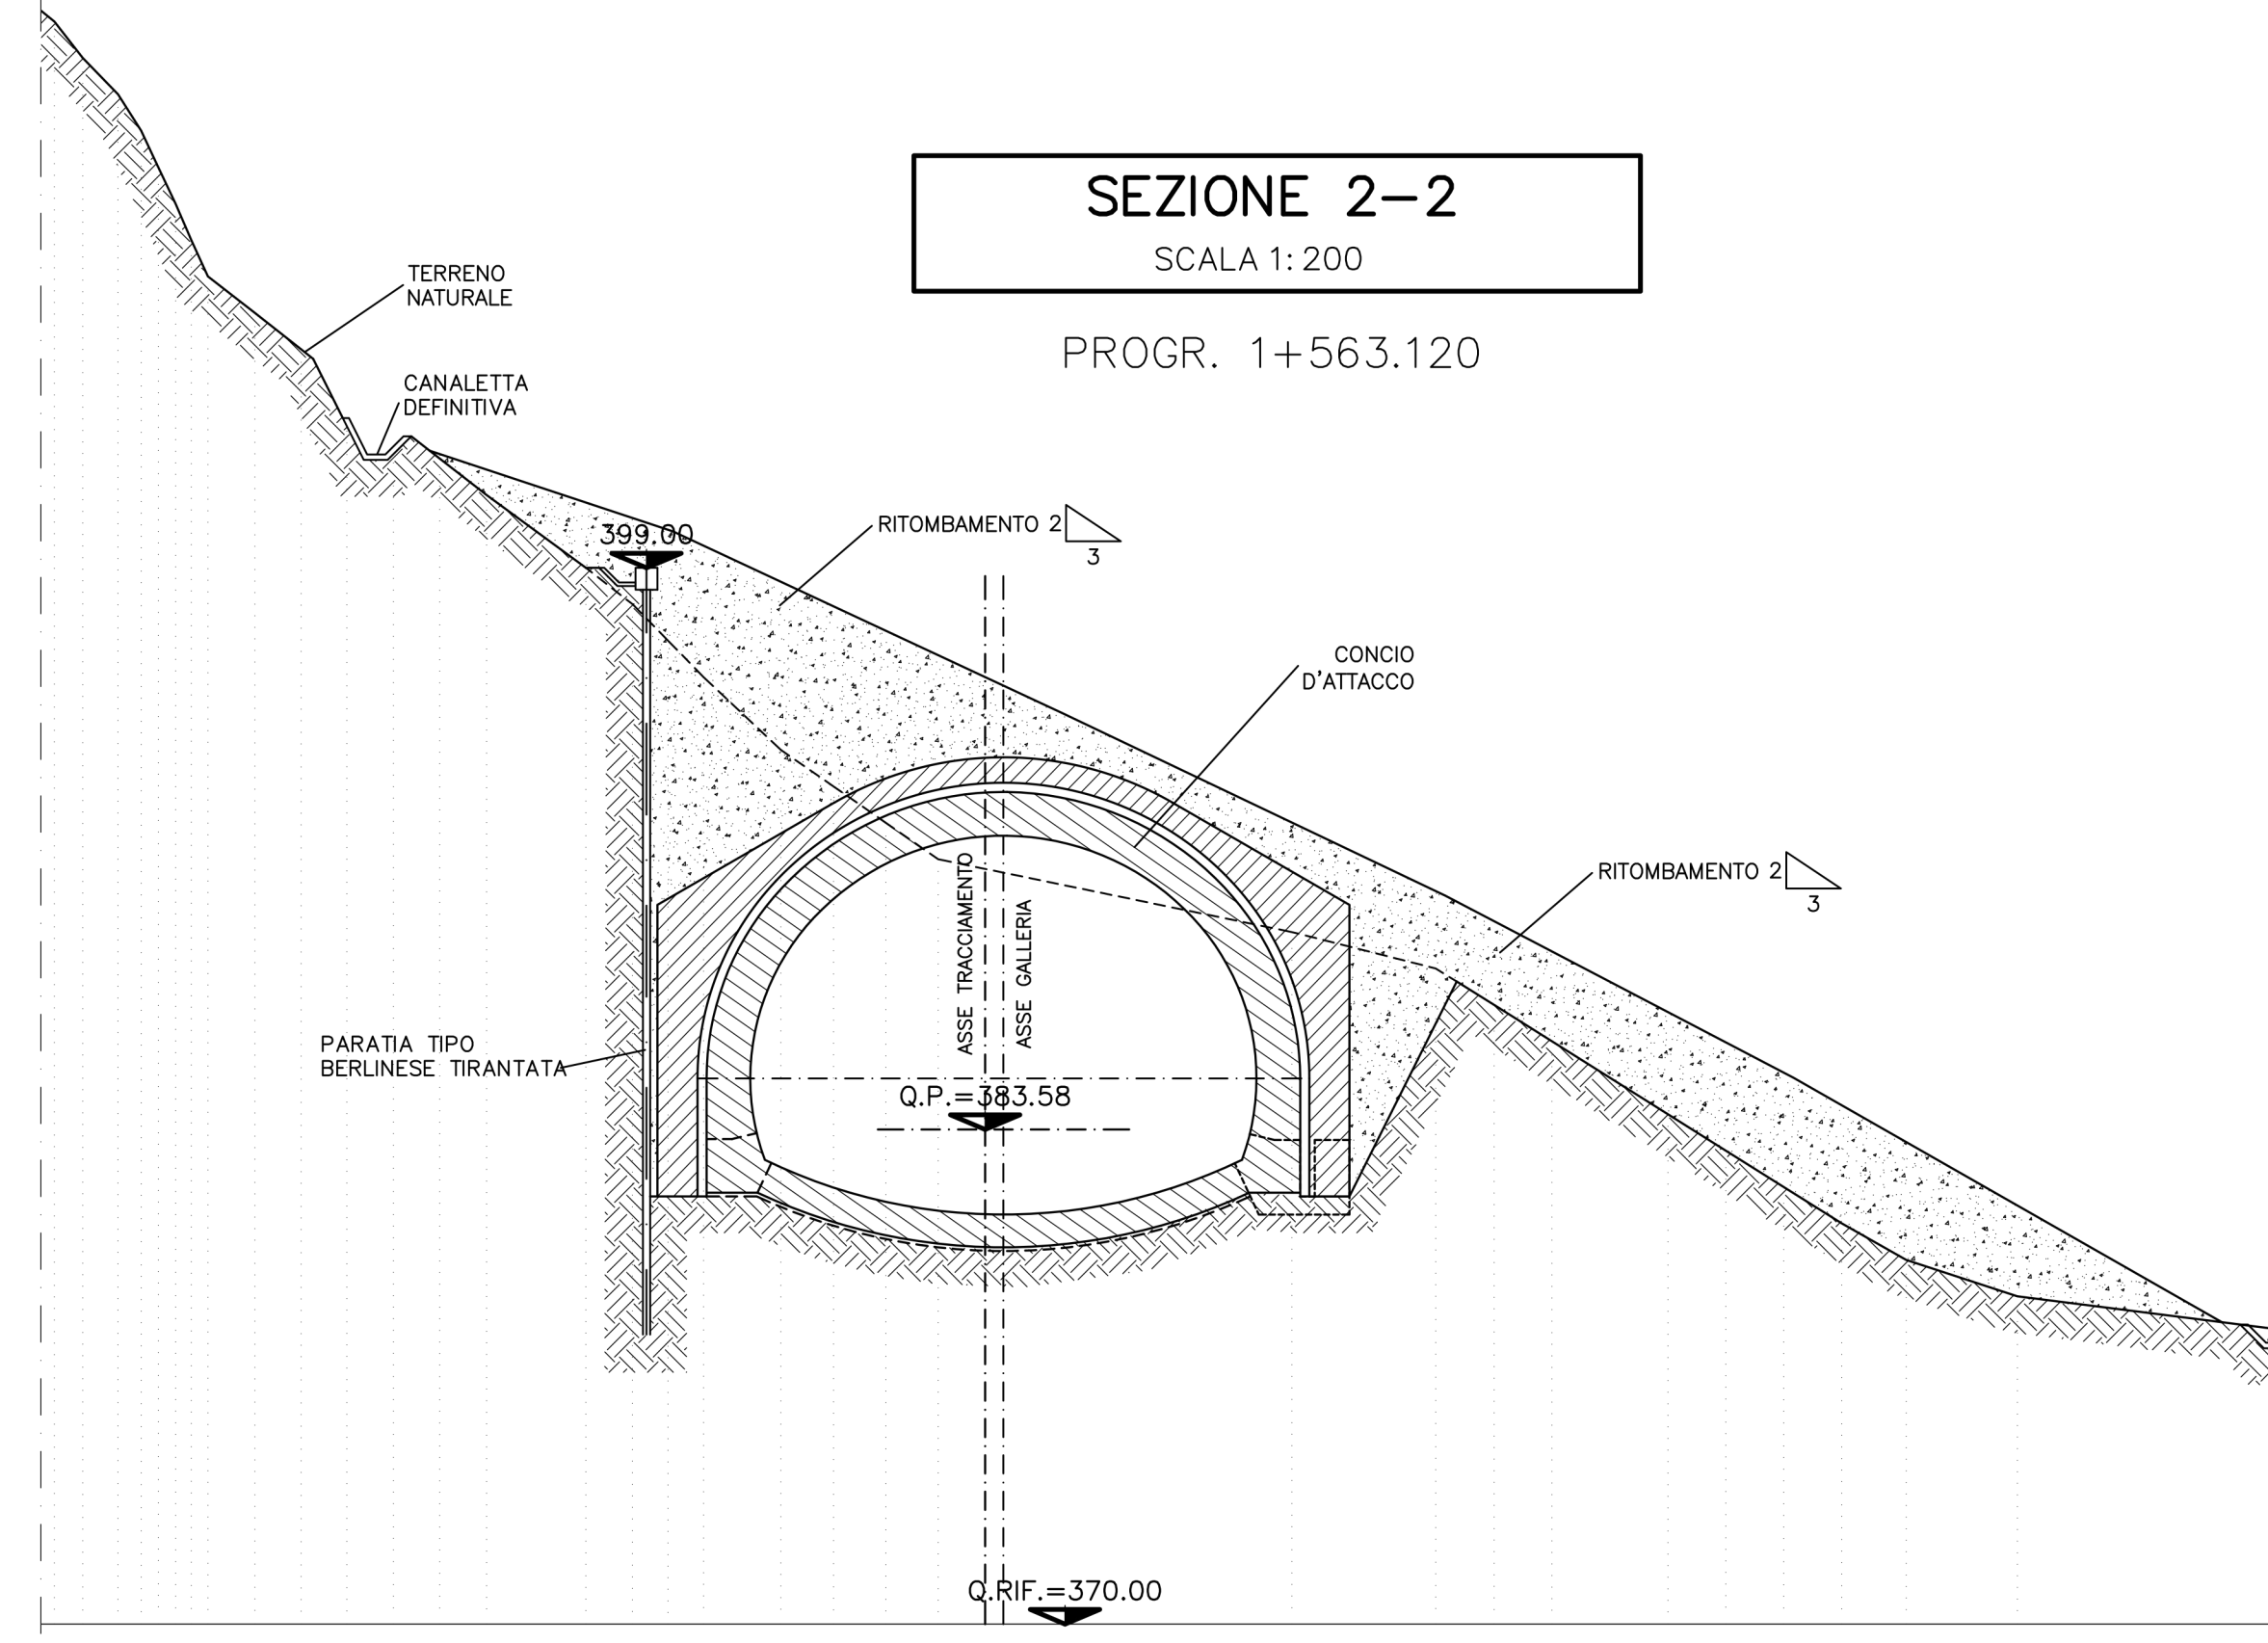 SEZIONE 2-2
SCALA 1:200
PROGR. 1+563.120
TERRENO
NATURALE
CANALETTA
DEFINITIVA
399.00
RITOMBAMENTO 2
3
CONCIO
D'ATTACCO
RITOMBAMENTO 2
3
ASSE TRACCIAMENTO
ASSE GALLERIA
PARATIA TIPO
BERLINESE TIRANTATA
Q.P.=383.58
Q.RIF.=370.00